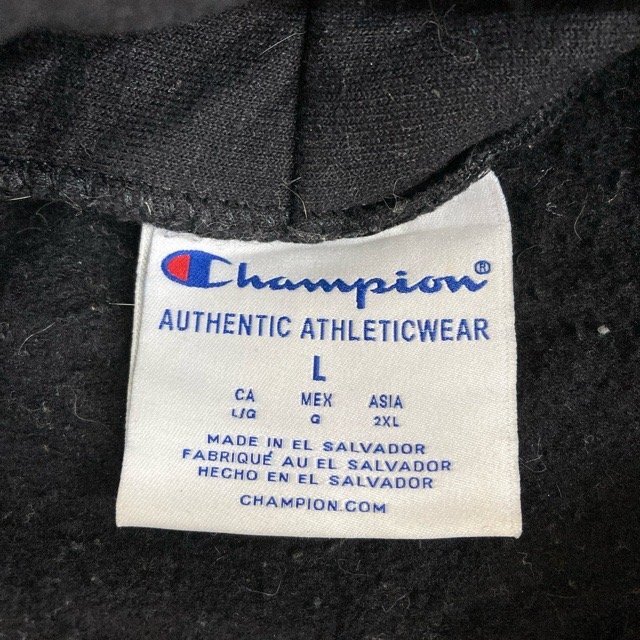 Champion®
AUTHENTIC ATHLETICWEAR
L
CA MEX ASIA
L/G G 2XL
MADE IN EL SALVADOR
FABRIQUÉ AU EL SALVADOR
HECHO EN EL SALVADOR
CHAMPION.COM